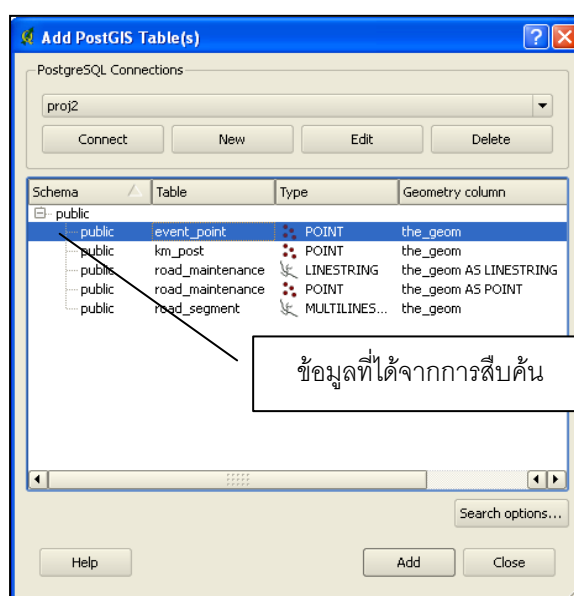 Add PostGIS Table(s)
PostgreSQL Connections
proj2
Connect New Edit Delete
Schema Table Type Geometry column
public
public event_point POINT the_geom
public km_post POINT the_geom
public road_maintenance LINESTRING the_geom AS LINESTRING
public road_maintenance POINT the_geom AS POINT
public road_segment MULTILINES... the_geom
ข้อมูลที่ได้จากการสืบค้น
Search options...
Help Add Close